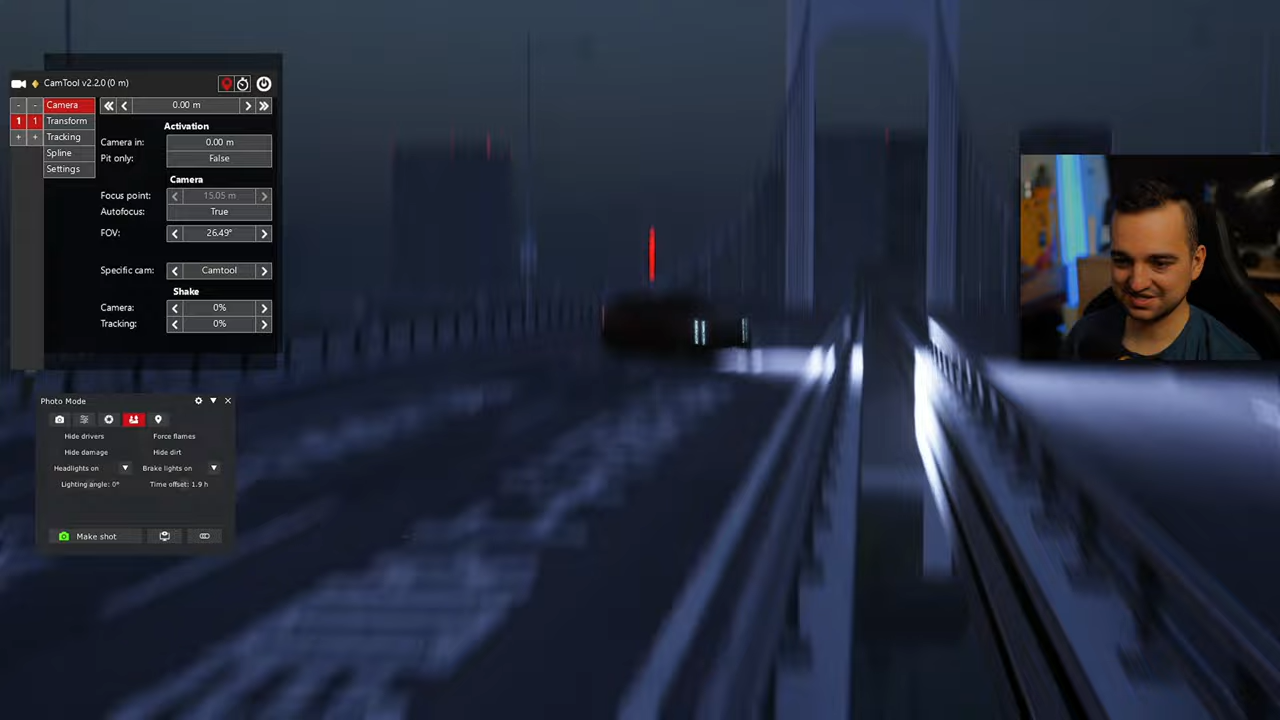 CamTool v2.2.0 (0 m)
- - Camera 0.00 m
1 1 Transform
+ + Tracking
Spline
Settings
Activation
Camera in: 0.00 m
Pit only: False
Camera
Focus point: 15.05 m
Autofocus: True
FOV: 26.49°
Specific cam: Camtool
Shake
Camera: 0%
Tracking: 0%
Photo Mode
Hide drivers Force flames
Hide damage Hide dirt
Headlights on Brake lights on
Lighting angle: 0° Time offset: 1.9 h
Make shot